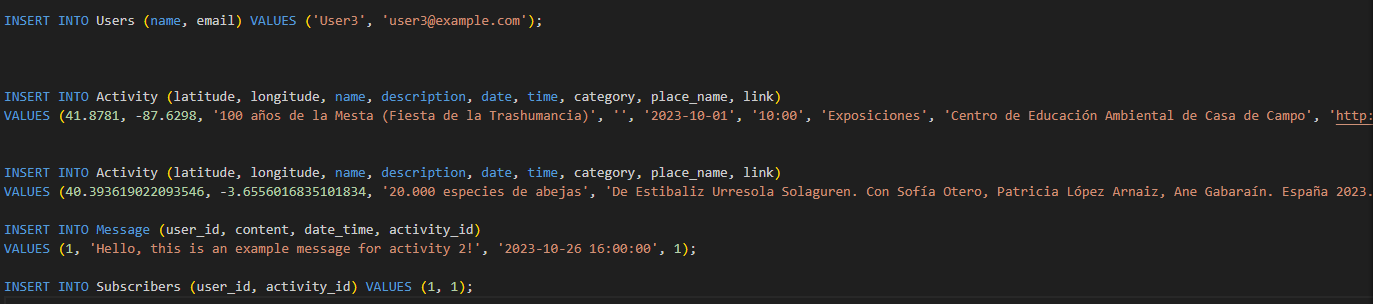 INSERT INTO Users (name, email) VALUES ('User3', 'user3@example.com');
INSERT INTO Activity (latitude, longitude, name, description, date, time, category, place_name, link)
VALUES (41.8781, -87.6298, '100 años de la Mesta (Fiesta de la Trashumancia)', '', '2023-10-01', '10:00', 'Exposiciones', 'Centro de Educación Ambiental de Casa de Campo', 'http:
INSERT INTO Activity (latitude, longitude, name, description, date, time, category, place_name, link)
VALUES (40.393619022093546, -3.6556016835101834, '20.000 especies de abejas', 'De Estibaliz Urresola Solaguren. Con Sofía Otero, Patricia López Arnaiz, Ane Gabaraín. España 2023.
INSERT INTO Message (user_id, content, date_time, activity_id)
VALUES (1, 'Hello, this is an example message for activity 2!', '2023-10-26 16:00:00', 1);
INSERT INTO Subscribers (user_id, activity_id) VALUES (1, 1);